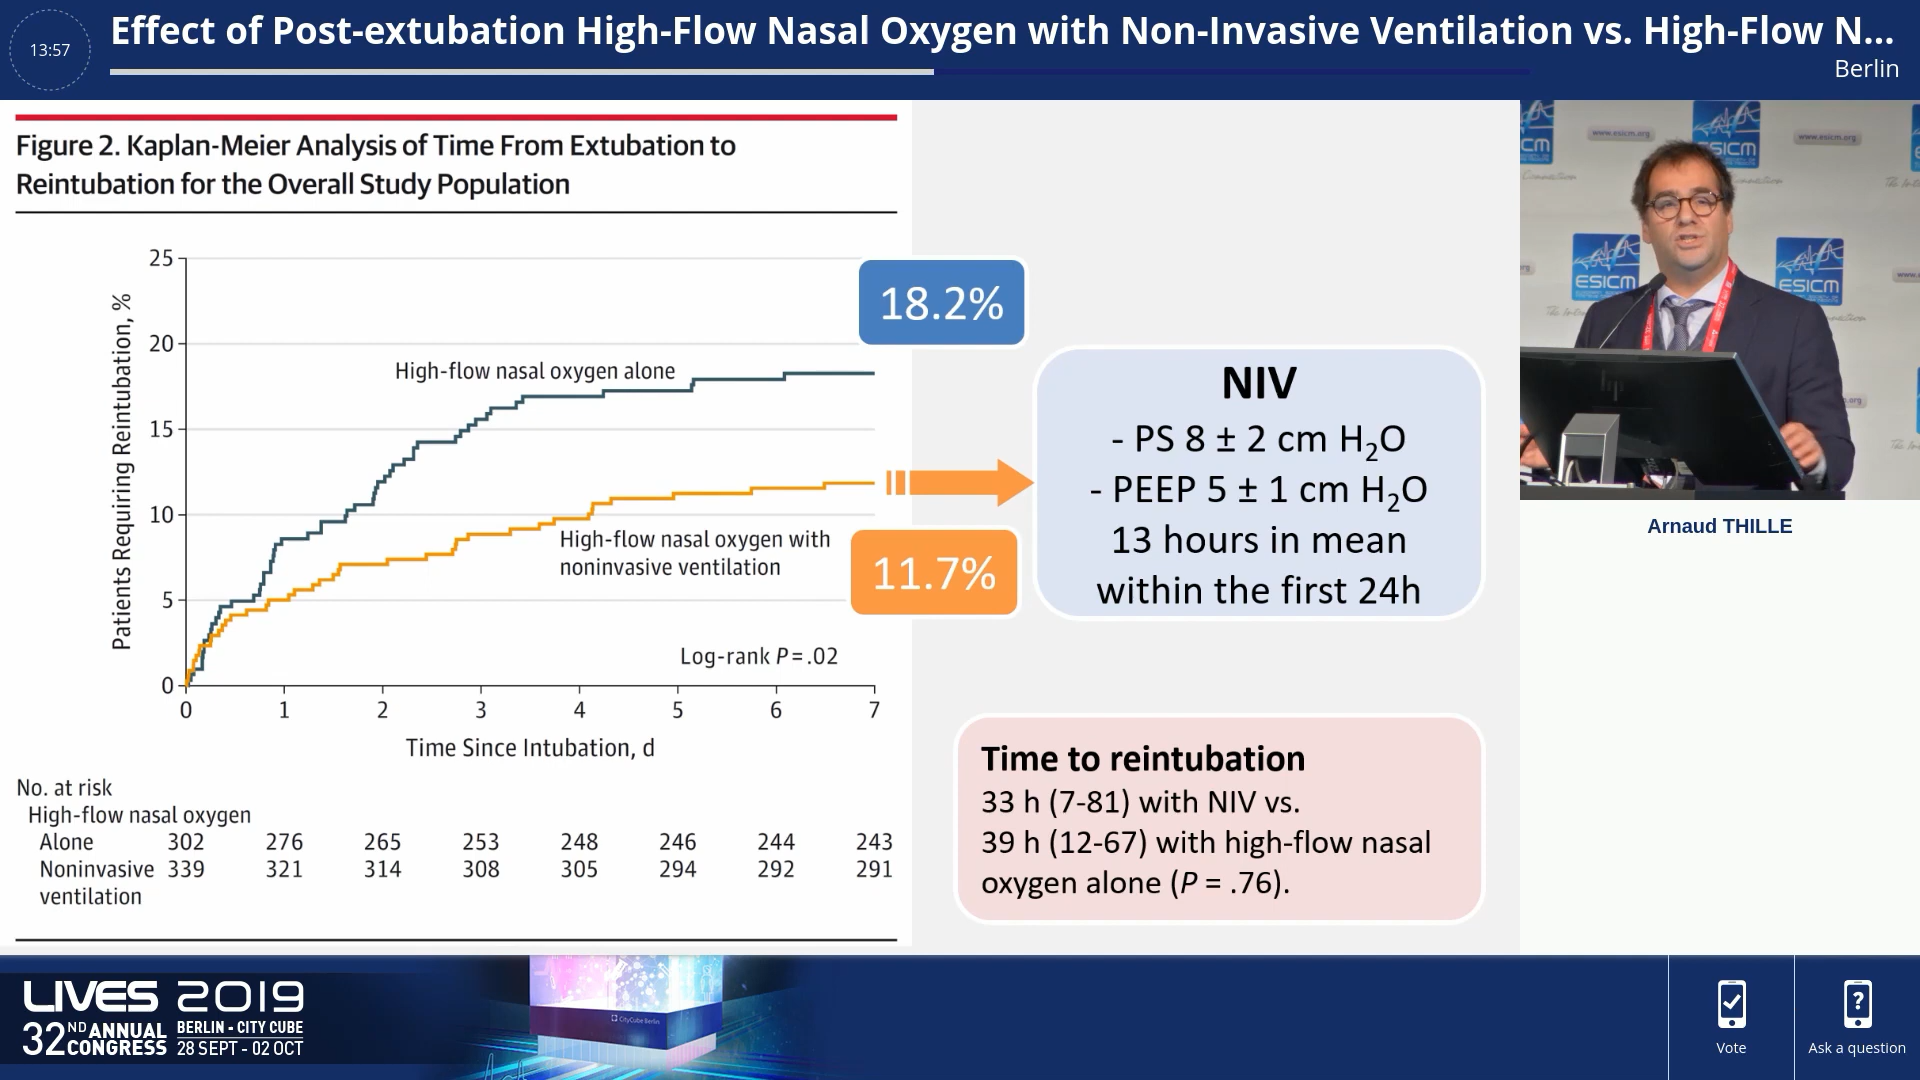 13:57
Effect of Post-extubation High-Flow Nasal Oxygen with Non-Invasive Ventilation vs. High-Flow N...
Berlin
Figure 2. Kaplan-Meier Analysis of Time From Extubation to
Reintubation for the Overall Study Population
Patients Requiring Reintubation, %
25
20
15
10
5
0
High-flow nasal oxygen alone
High-flow nasal oxygen with
noninvasive ventilation
Log-rank P=.02
0 1 2 3 4 5 6 7
Time Since Intubation, d
No. at risk
High-flow nasal oxygen
Alone 302 276 265 253 248 246 244 243
Noninvasive 339 321 314 308 305 294 292 291
ventilation
18.2%
11.7%
NIV
- PS 8 ± 2 cm H₂O
- PEEP 5 ± 1 cm H₂O
13 hours in mean
within the first 24h
Time to reintubation
33 h (7-81) with NIV vs.
39 h (12-67) with high-flow nasal
oxygen alone (P = .76).
www.esicm.org
ESICM
ESICM
Arnaud THILLE
LIVES 2019
32ND ANNUAL CONGRESS
BERLIN - CITY CUBE
28 SEPT - 02 OCT
CityCube Berlin
Vote
Ask a question